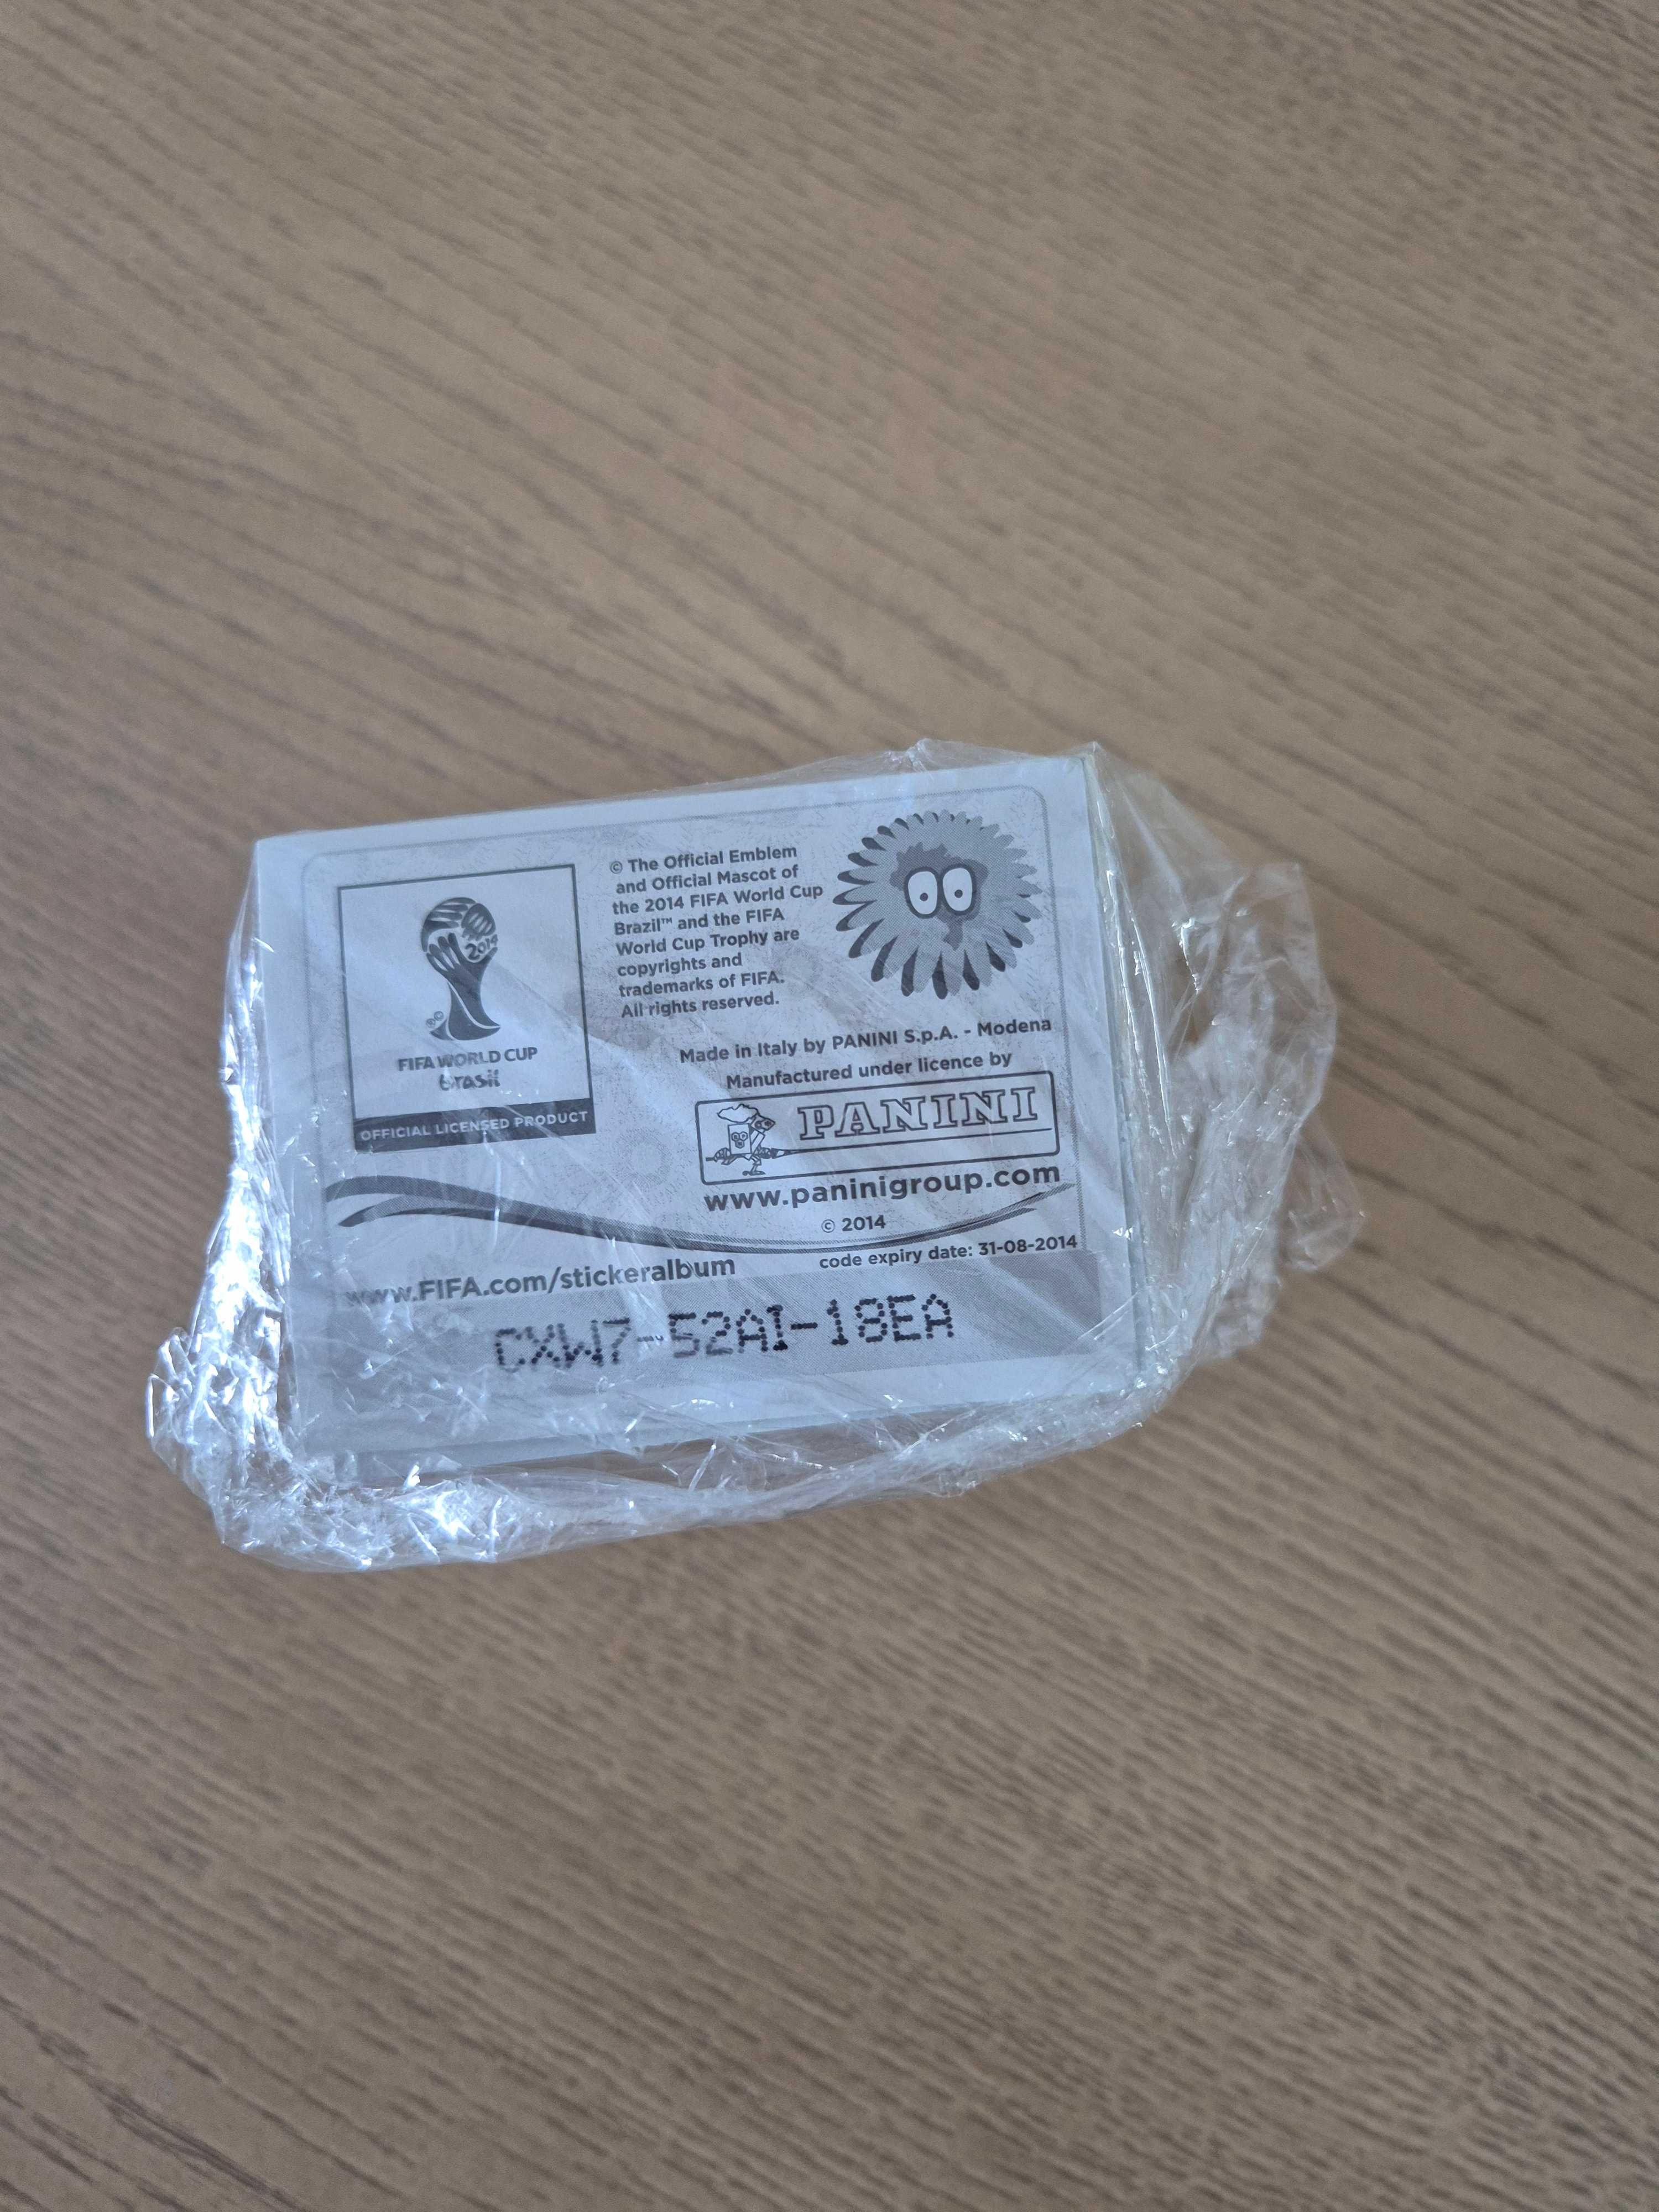 © The Official Emblem
and Official Mascot of
the 2014 FIFA World Cup
Brazil™ and the FIFA
World Cup Trophy are
copyrights and
trademarks of FIFA.
All rights reserved.
2014
FIFA WORLD CUP
Brasil
OFFICIAL LICENSED PRODUCT
Made in Italy by PANINI S.p.A. - Modena
Manufactured under licence by
PANINI
www.paninigroup.com
© 2014
code expiry date: 31-08-2014
www.FIFA.com/stickeralbum
CXW7-52A1-18EA